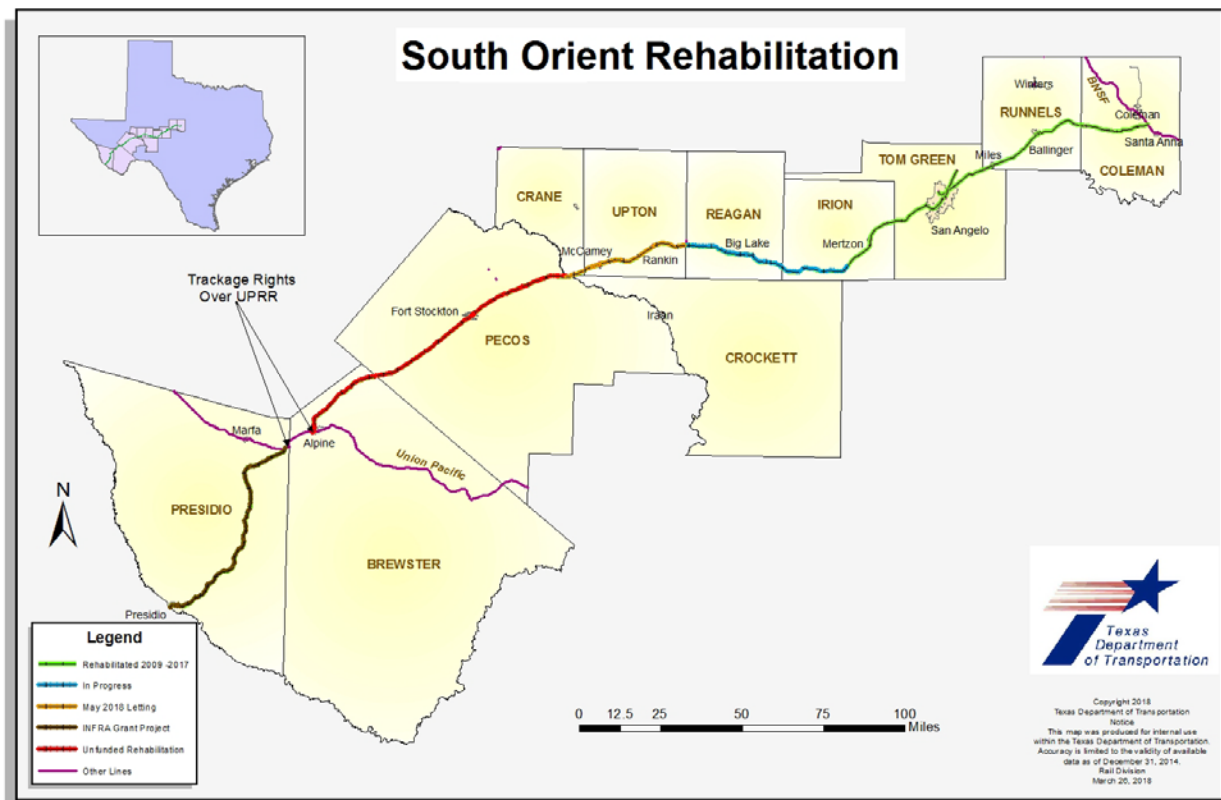 South Orient Rehabilitation
Winters
BNSF
RUNNELS
Coleman
Ballinger
Santa Anna
Miles
TOM GREEN
COLEMAN
CRANE
UPTON
REAGAN
IRION
San Angelo
Mertzon
Big Lake
McCamey
Rankin
Trackage Rights
Over UPRR
Fort Stockton
Iraan
PECOS
CROCKETT
Marfa
Alpine
Union Pacific
N
PRESIDIO
BREWSTER
Presidio
Legend
Rehabilitated 2009 -2017
In Progress
May 2018 Letting
INFRA Grant Project
Unfunded Rehabilitation
Other Lines
0 12.5 25 50 75 100
Miles
Texas
Department
of Transportation
Copyright 2018
Texas Department of Transportation
Notice
This map was produced for internal use
within the Texas Department of Transportation.
Accuracy is limited to the validity of available
data as of December 31, 2014.
Rail Division
March 26, 2018